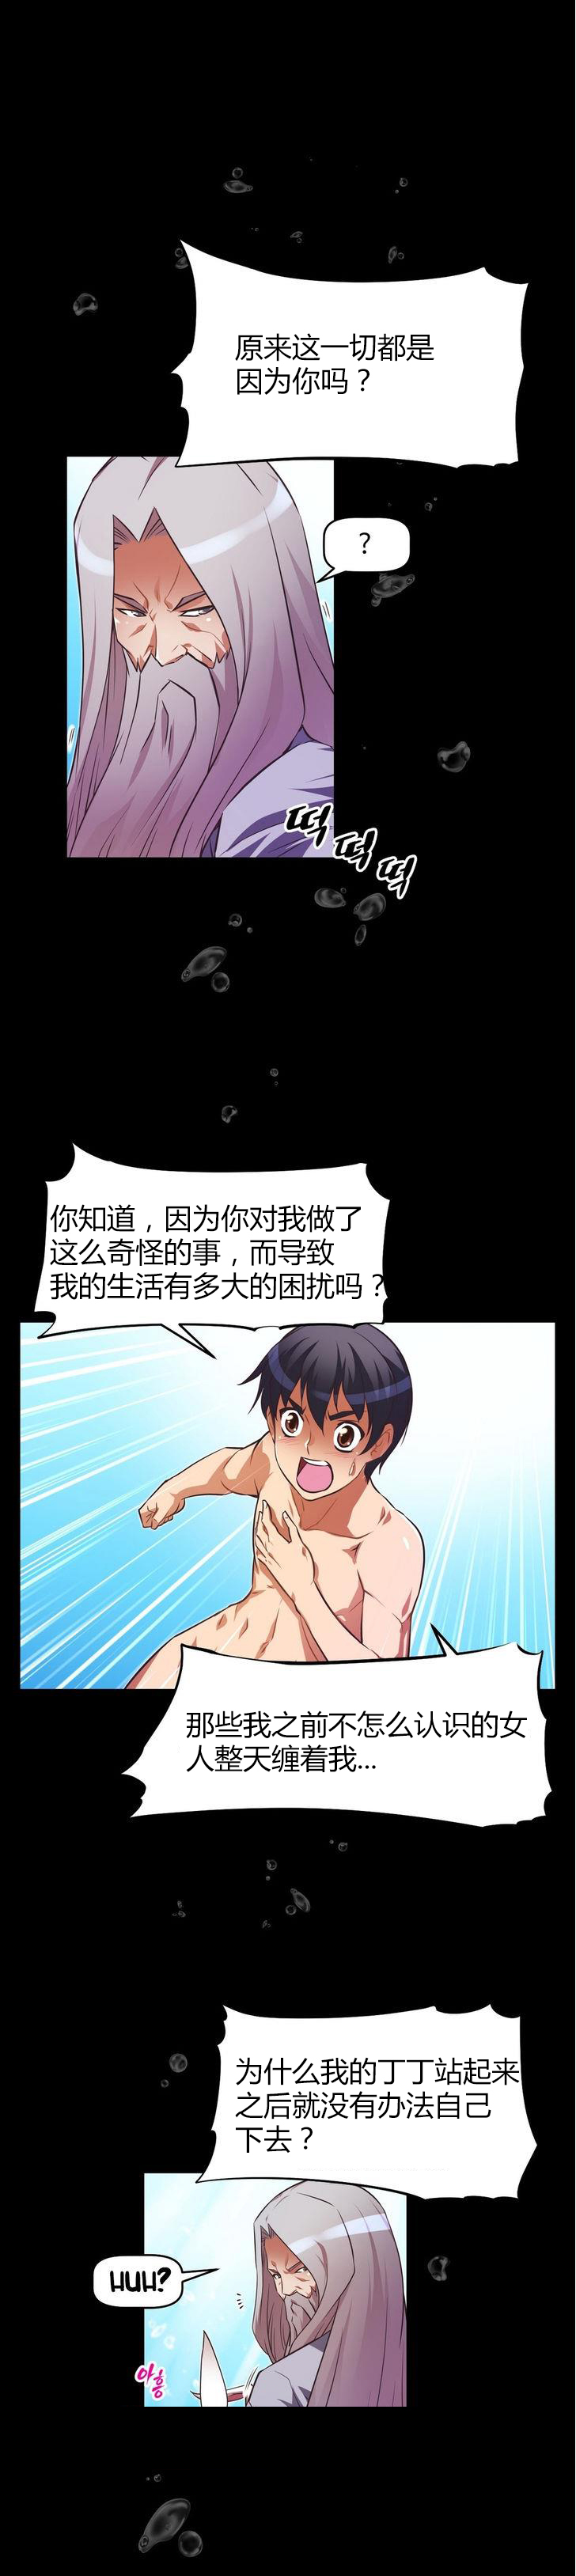 原来这一切都是
因为你吗？
?
떡 떡 떡
你知道，因为你对我做了
这么奇怪的事，而导致
我的生活有多大的困扰吗？
那些我之前不怎么认识的女
人整天缠着我...
为什么我的丁丁站起来
之后就没有办法自己
下去？
HUH?
아흥